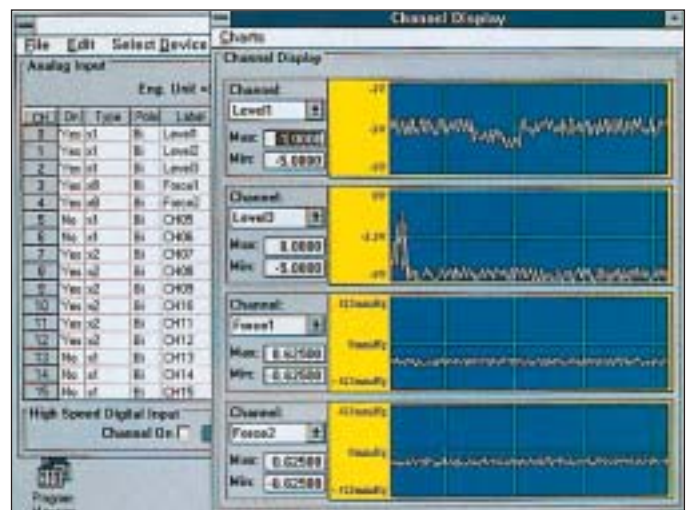 File Edit Select Device
Analog Input
Eng. Unit =
CH On Type Pola Label
0 Yes x1 Bi Level1
1 Yes x1 Bi Level2
2 Yes x1 Bi Level3
3 Yes x8 Bi Force1
4 Yes x8 Bi Force2
5 No x1 Bi CH05
6 No x1 Bi CH06
7 Yes x2 Bi CH07
8 Yes x2 Bi CH08
9 Yes x2 Bi CH09
10 Yes x2 Bi CH10
11 Yes x2 Bi CH11
12 Yes x2 Bi CH12
13 No x1 Bi CH13
14 No x1 Bi CH14
15 No x1 Bi CH15
High Speed Digital Input
Channel On
Program
Channel Display
Charts
Channel Display
Channel:
Level1
Max:
Min: -5.0000
Channel:
Level3
Max: 0.0000
Min: -5.0000
Channel:
Force1
Max: 0.62500
Min: -0.62500
Channel:
Force2
Max: 0.62500
Min: -0.62500